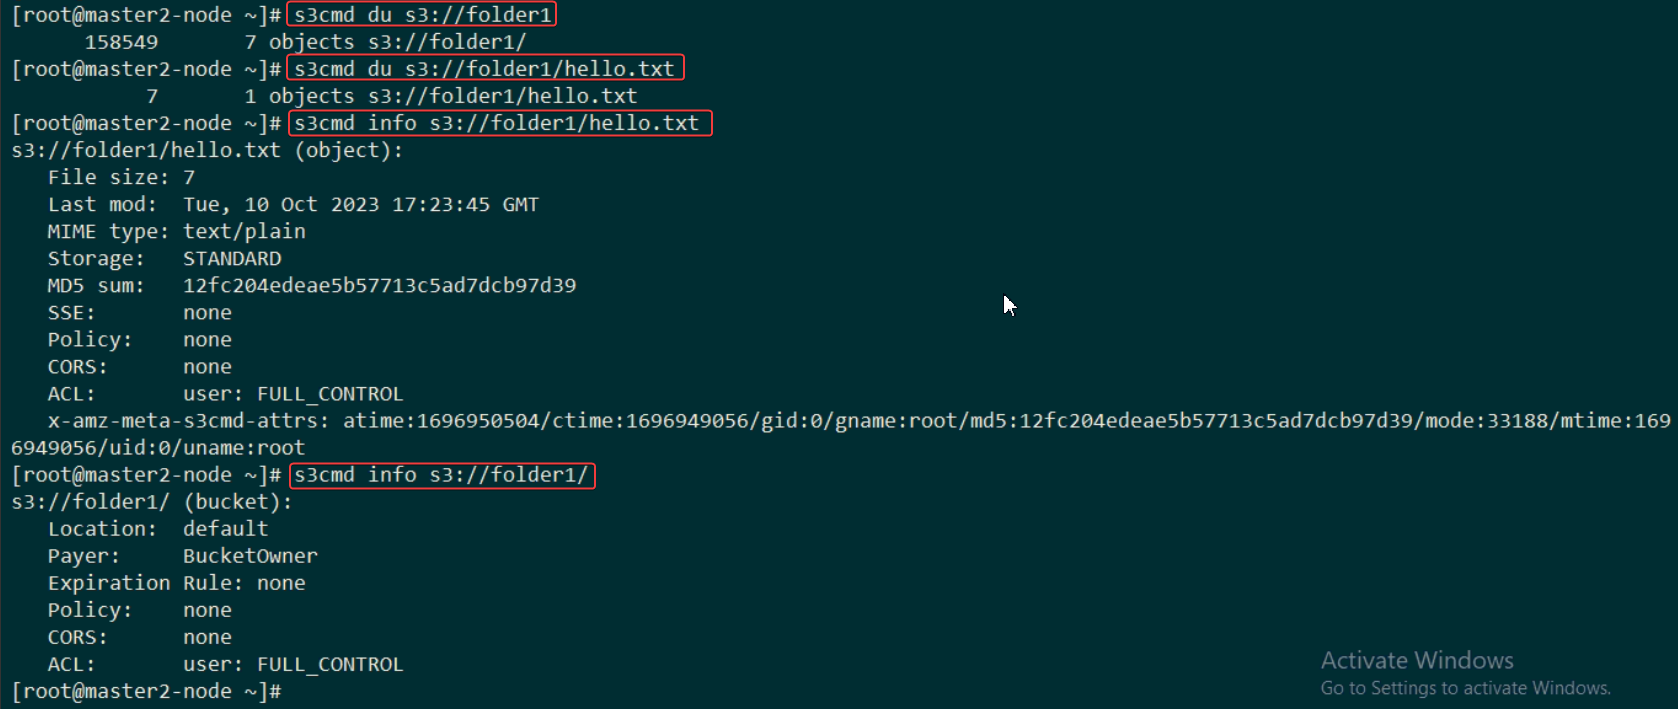 [root@master2-node ~]# s3cmd du s3://folder1
      158549       7 objects s3://folder1/
[root@master2-node ~]# s3cmd du s3://folder1/hello.txt
           7       1 objects s3://folder1/hello.txt
[root@master2-node ~]# s3cmd info s3://folder1/hello.txt
s3://folder1/hello.txt (object):
   File size: 7
   Last mod:  Tue, 10 Oct 2023 17:23:45 GMT
   MIME type: text/plain
   Storage:   STANDARD
   MD5 sum:   12fc204edeae5b57713c5ad7dcb97d39
   SSE:       none
   Policy:    none
   CORS:      none
   ACL:       user: FULL_CONTROL
   x-amz-meta-s3cmd-attrs: atime:1696950504/ctime:1696949056/gid:0/gname:root/md5:12fc204edeae5b57713c5ad7dcb97d39/mode:33188/mtime:169
6949056/uid:0/uname:root
[root@master2-node ~]# s3cmd info s3://folder1/
s3://folder1/ (bucket):
   Location:  default
   Payer:     BucketOwner
   Expiration Rule: none
   Policy:    none
   CORS:      none
   ACL:       user: FULL_CONTROL
[root@master2-node ~]#
Activate Windows
Go to Settings to activate Windows.